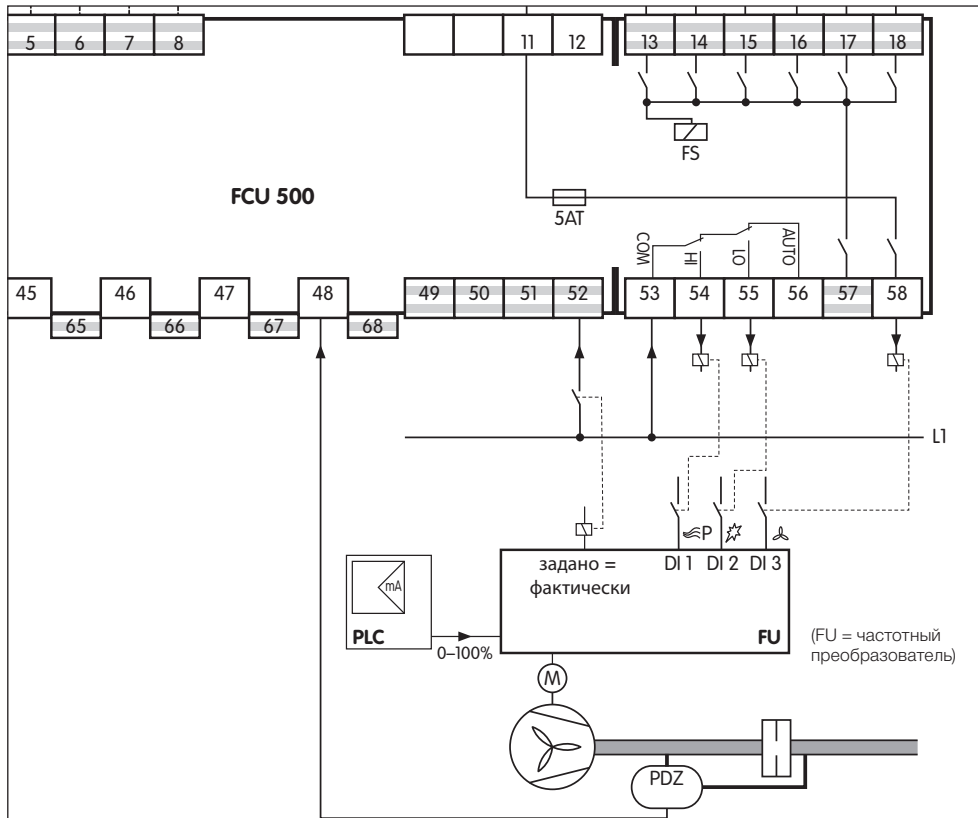 5 6 7 8 11 12 13 14 15 16 17 18
FS
FCU 500
5AT
COM HI LO AUTO
45 46 47 48 49 50 51 52 53 54 55 56 57 58
65 66 67 68
L1
P
задано =
фактически
DI 1 DI 2 DI 3
mA
PLC
0–100%
FU
(FU = частотный
преобразователь)
M
PDZ